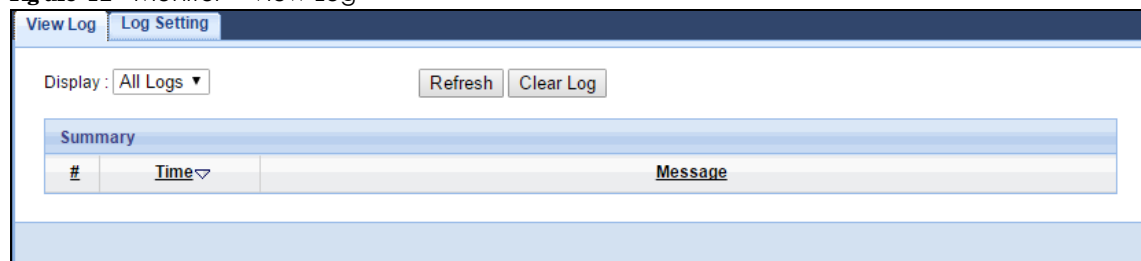 View Log Log Setting
Display : All Logs ▼ Refresh Clear Log
Summary
# Time Message